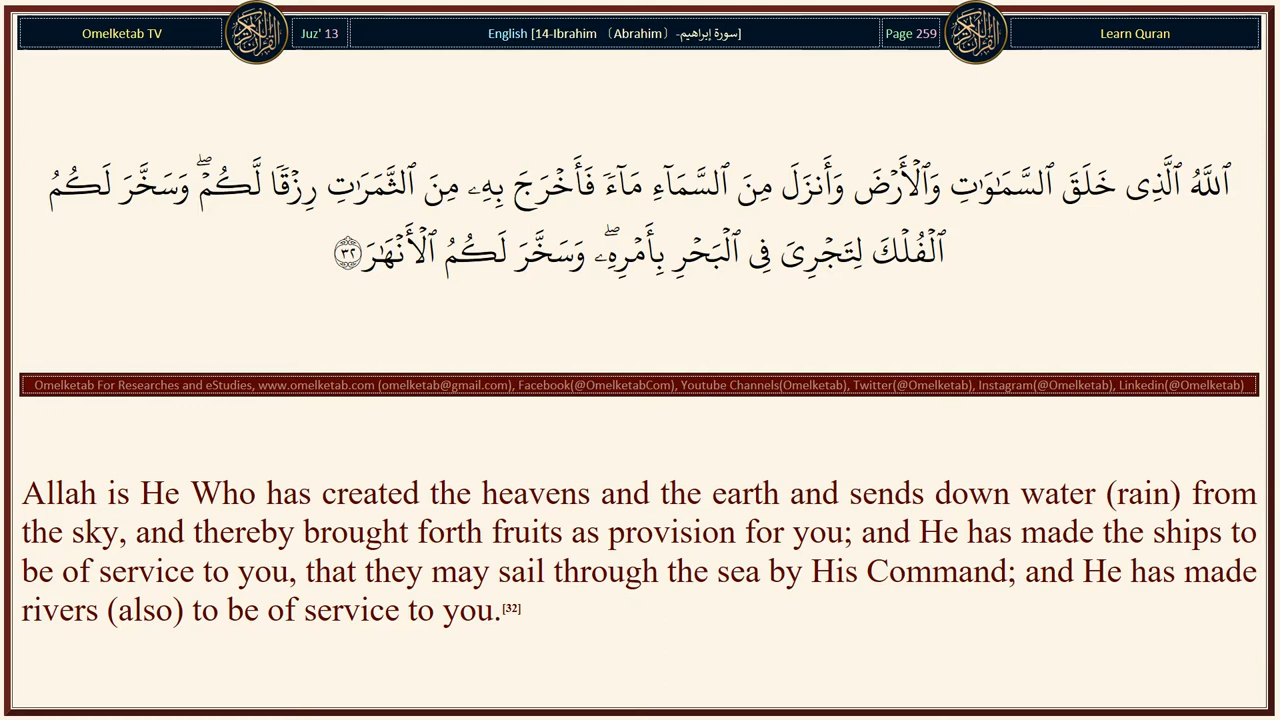 Omelketab TV
Juz' 13
English [14-Ibrahim （Abrahim）-سورة إبراهيم]
Page 259
Learn Quran
ٱللَّهُ ٱلَّذِى خَلَقَ ٱلسَّمَـٰوَٰتِ وَٱلْأَرْضَ وَأَنزَلَ مِنَ ٱلسَّمَآءِ مَآءً فَأَخْرَجَ بِهِۦ مِنَ ٱلثَّمَرَٰتِ رِزْقًا لَّكُمْ ۖ وَسَخَّرَ لَكُمُ
ٱلْفُلْكَ لِتَجْرِىَ فِى ٱلْبَحْرِ بِأَمْرِهِۦ ۖ وَسَخَّرَ لَكُمُ ٱلْأَنْهَـٰرَ ٣٢
Omelketab For Researches and eStudies, www.omelketab.com (omelketab@gmail.com), Facebook(@OmelketabCom), Youtube Channels(Omelketab), Twitter(@Omelketab), Instagram(@Omelketab), Linkedin(@Omelketab)
Allah is He Who has created the heavens and the earth and sends down water (rain) from
the sky, and thereby brought forth fruits as provision for you; and He has made the ships to
be of service to you, that they may sail through the sea by His Command; and He has made
rivers (also) to be of service to you.[32]